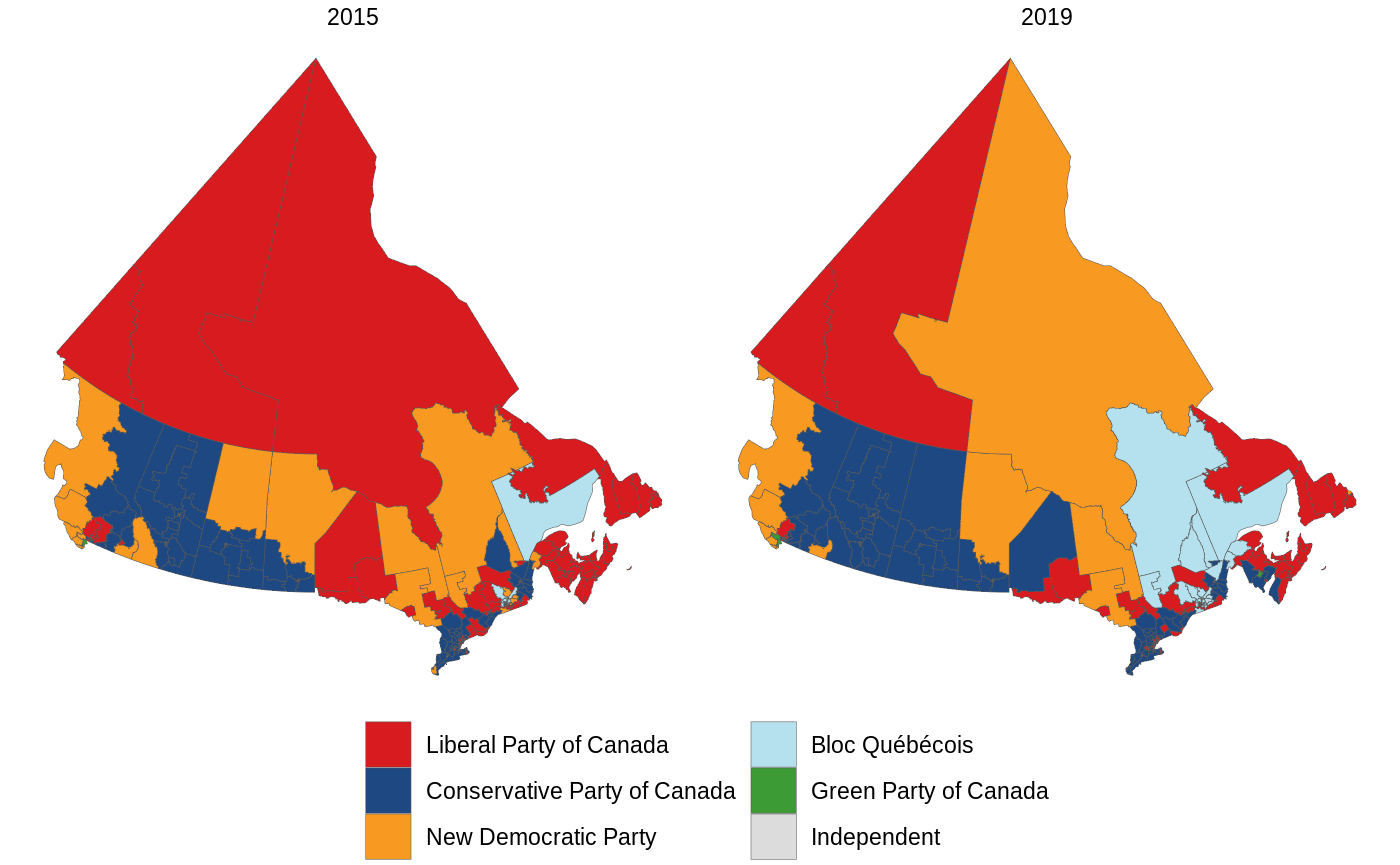 2015
2019
Liberal Party of Canada
Conservative Party of Canada
New Democratic Party
Bloc Québécois
Green Party of Canada
Independent